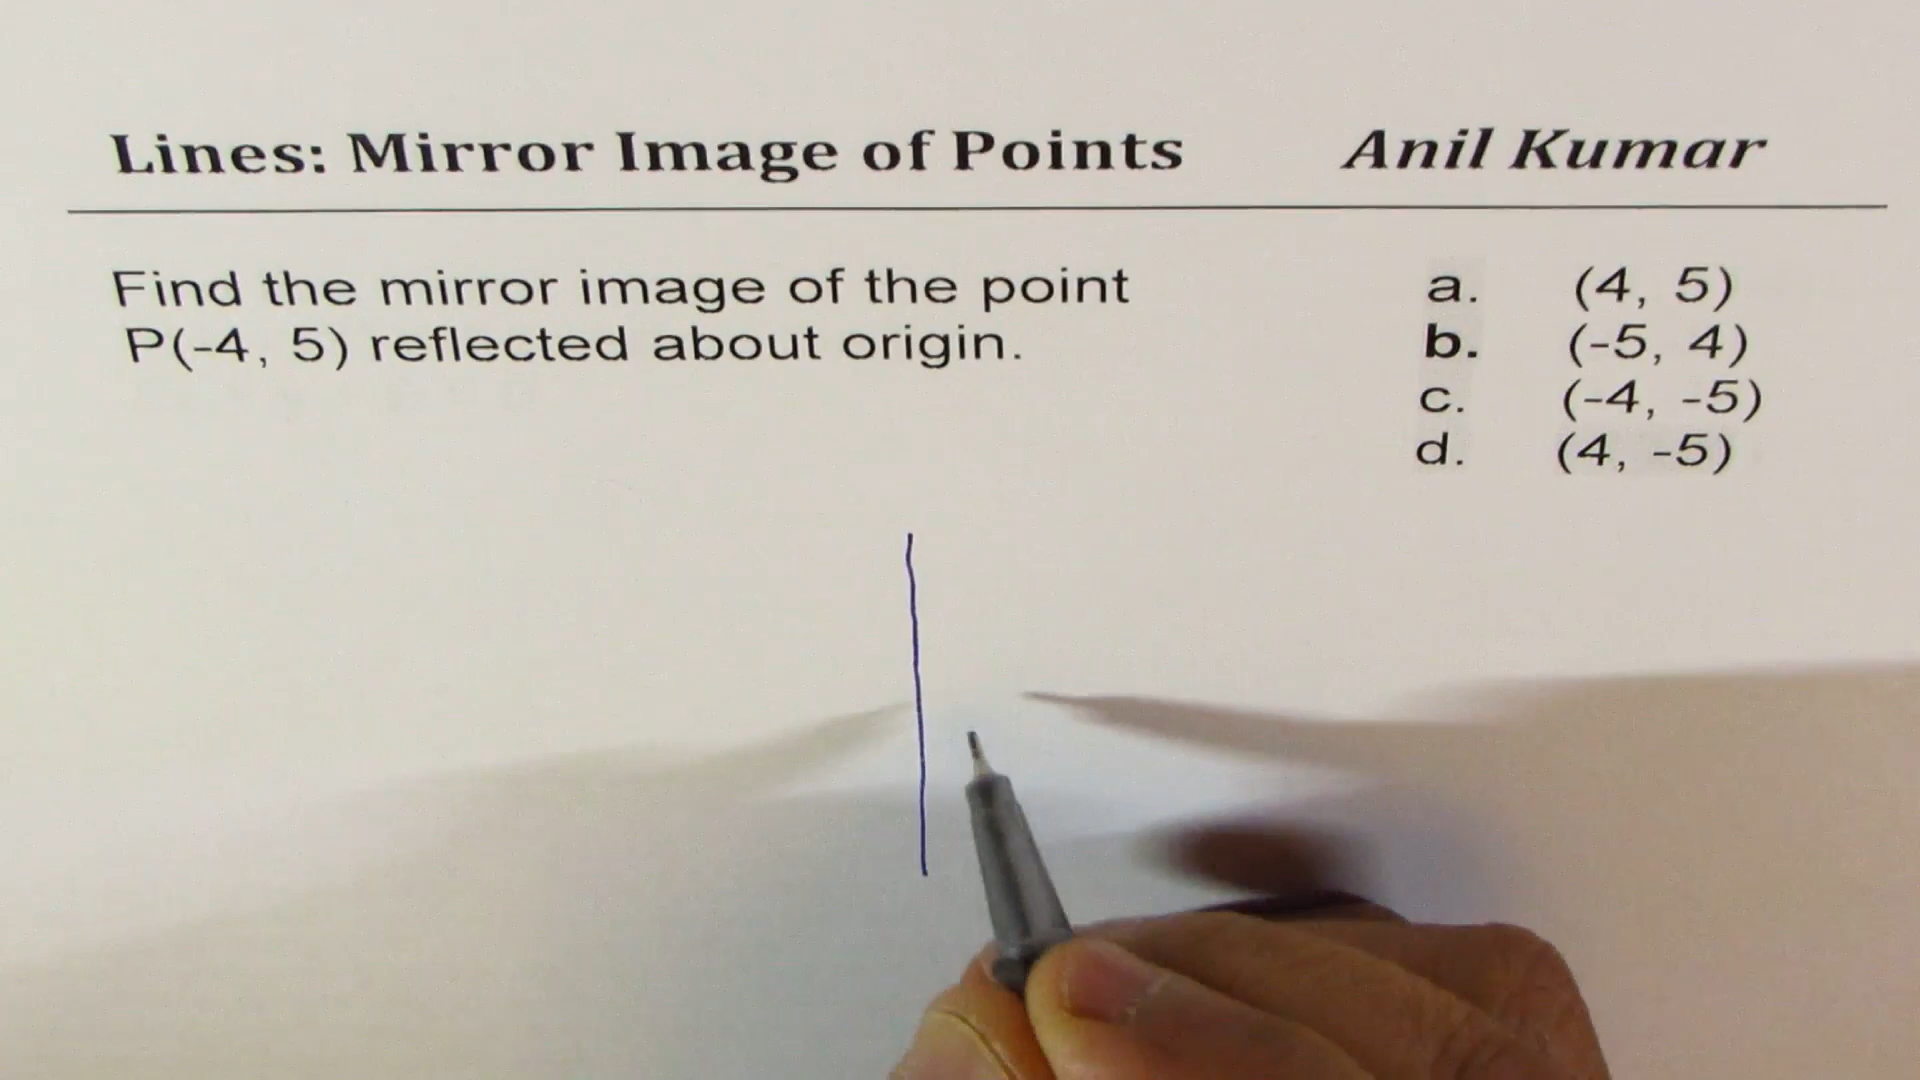 Lines: Mirror Image of Points Anil Kumar
Find the mirror image of the point
P(-4, 5) reflected about origin.
a. (4, 5)
b. (-5, 4)
c. (-4, -5)
d. (4, -5)